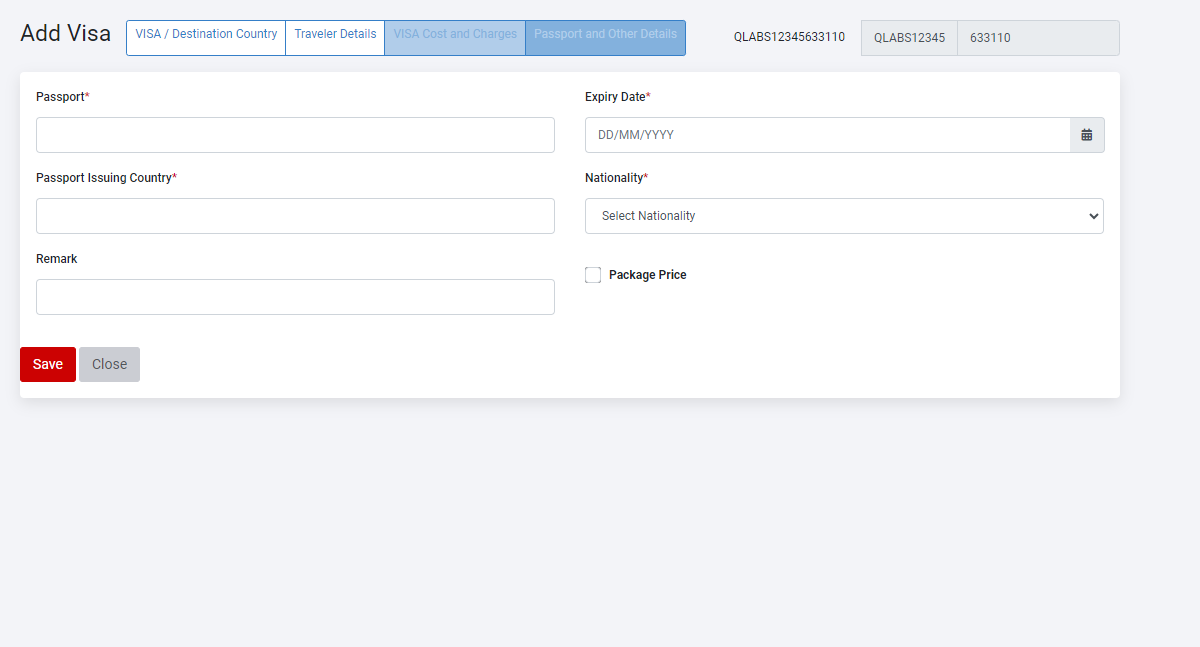 Add Visa
VISA / Destination Country
Traveler Details
VISA Cost and Charges
Passport and Other Details
QLABS12345633110
QLABS12345
633110
Passport*
Expiry Date*
DD/MM/YYYY
Passport Issuing Country*
Nationality*
Select Nationality
Remark
Package Price
Save
Close